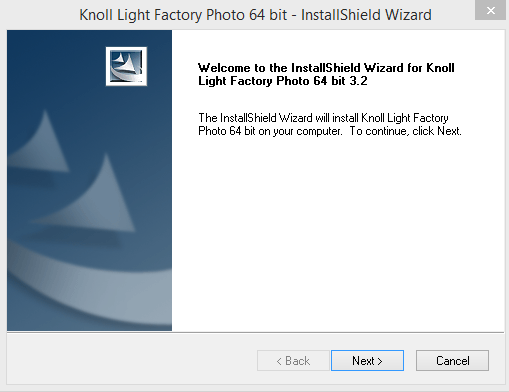 Knoll Light Factory Photo 64 bit - InstallShield Wizard
Welcome to the InstallShield Wizard for Knoll
Light Factory Photo 64 bit 3.2
The InstallShield Wizard will install Knoll Light Factory
Photo 64 bit on your computer.  To continue, click Next.
< Back
Next >
Cancel